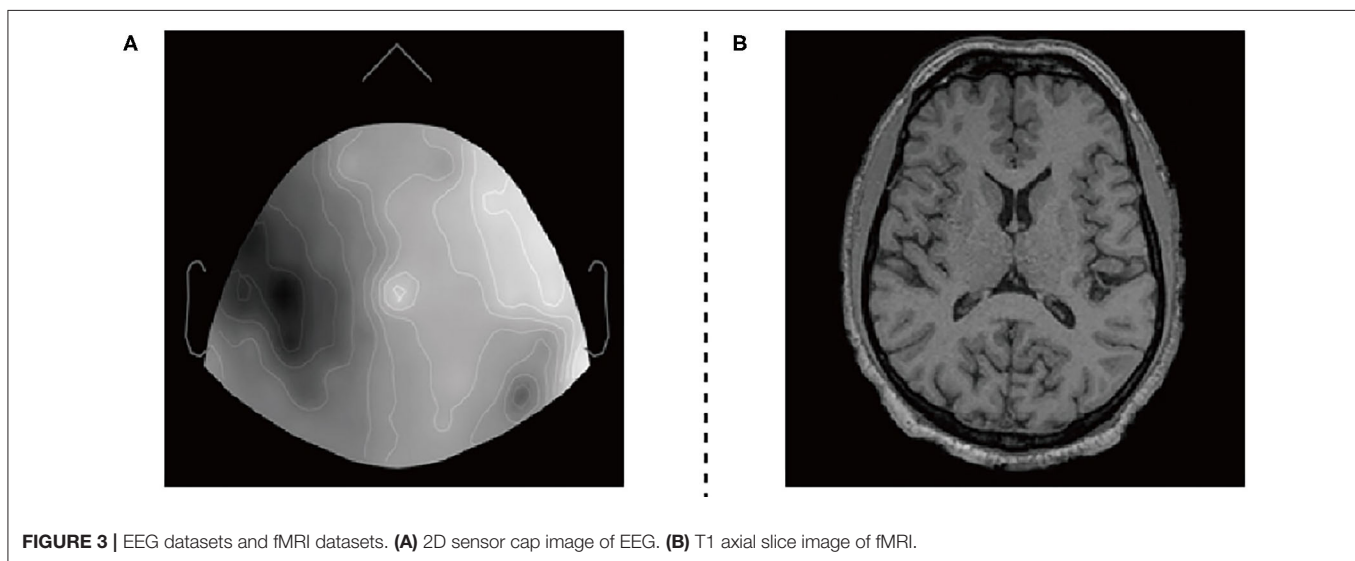 A
B
FIGURE 3 | EEG datasets and fMRI datasets. (A) 2D sensor cap image of EEG. (B) T1 axial slice image of fMRI.